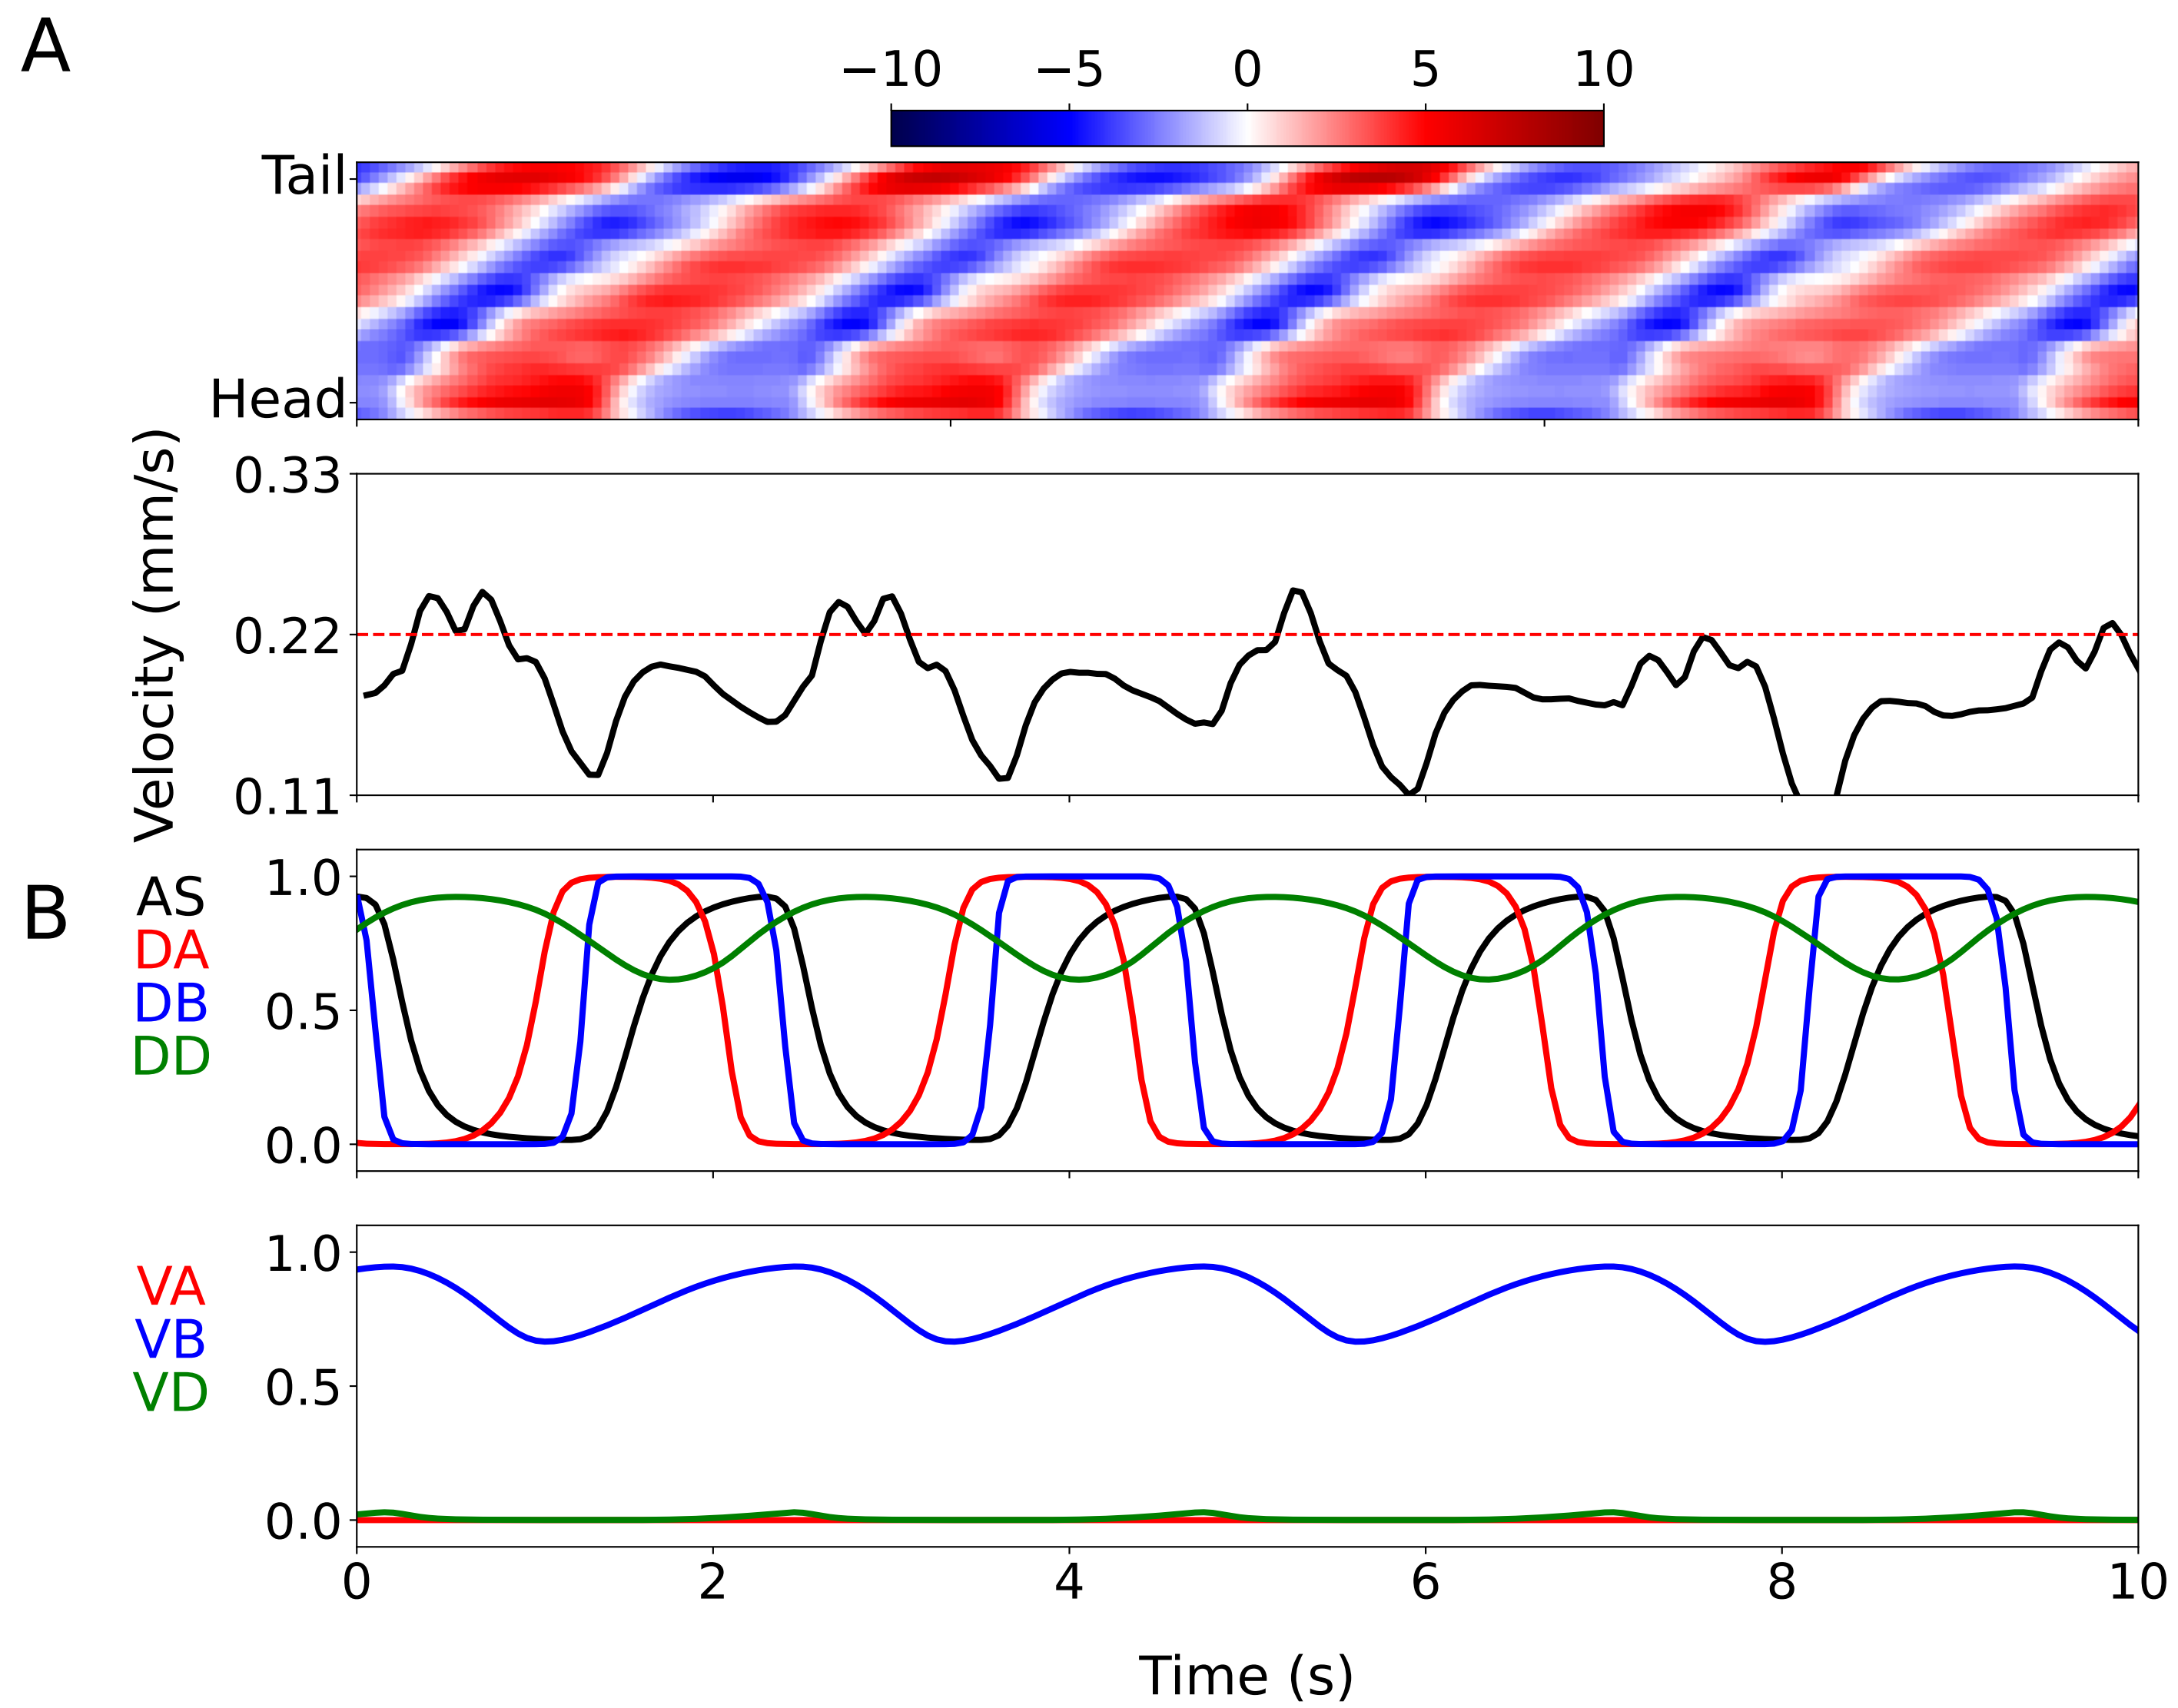 A
−10 −5 0 5 10
Tail
Head
Velocity (mm/s)
0.33
0.22
0.11
B
AS
DA
DB
DD
1.0
0.5
0.0
VA
VB
VD
1.0
0.5
0.0
0 2 4 6 8 10
Time (s)